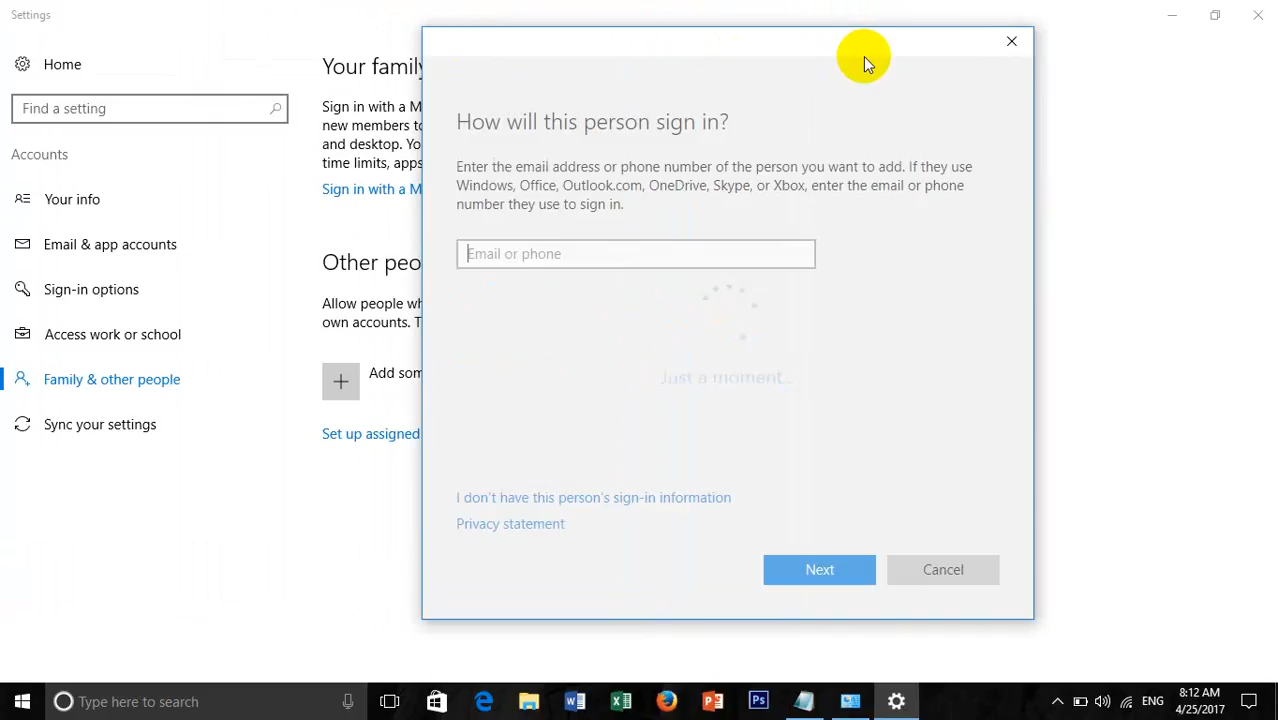 Settings
Home
Find a setting
Accounts
Your info
Email & app accounts
Sign-in options
Access work or school
Family & other people
Sync your settings
Your family
Sign in with a M
new members to
and desktop. Yo
time limits, apps
Sign in with a M
Other peo
Allow people wh
own accounts. T
Add som
Set up assigned
How will this person sign in?
Enter the email address or phone number of the person you want to add. If they use
Windows, Office, Outlook.com, OneDrive, Skype, or Xbox, enter the email or phone
number they use to sign in.
Email or phone
Just a moment...
I don't have this person's sign-in information
Privacy statement
Next
Cancel
Type here to search
ENG
8:12 AM
4/25/2017